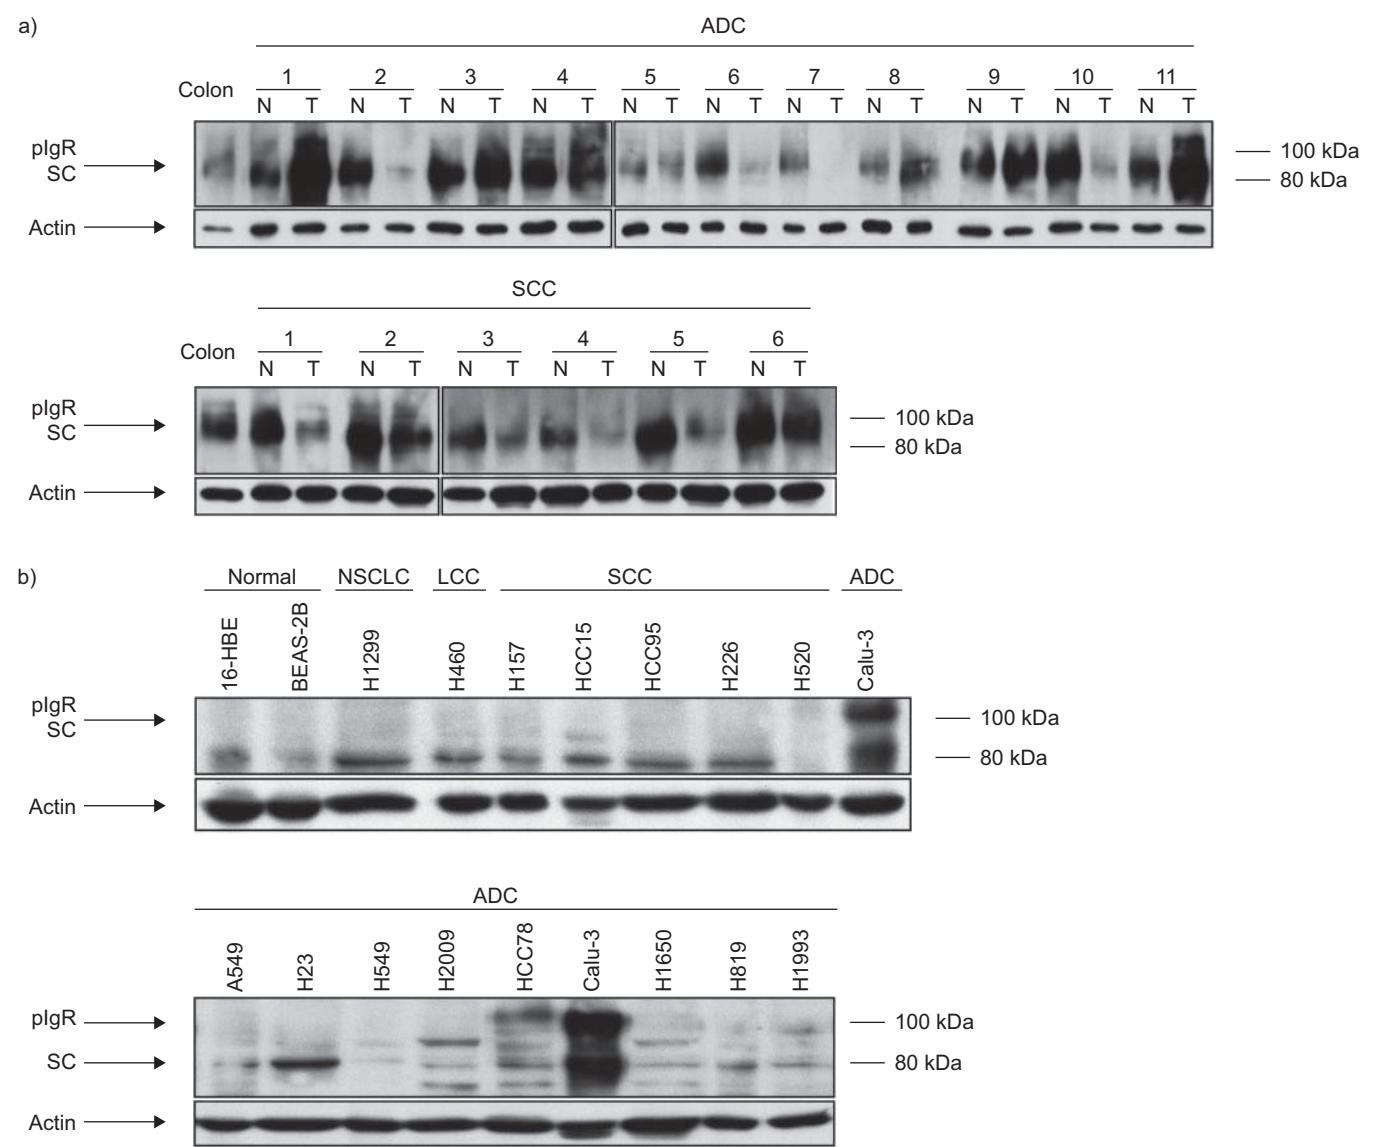 a)
ADC
Colon 1 2 3 4 5 6 7 8 9 10 11
N T N T N T N T N T N T N T N T N T N T N T
pIgR
SC
100 kDa
80 kDa
Actin
SCC
Colon 1 2 3 4 5 6
N T N T N T N T N T N T
pIgR
SC
100 kDa
80 kDa
Actin
b)
Normal NSCLC LCC SCC ADC
16-HBE BEAS-2B H1299 H460 H157 HCC15 HCC95 H226 H520 Calu-3
pIgR
SC
100 kDa
80 kDa
Actin
ADC
A549 H23 H549 H2009 HCC78 Calu-3 H1650 H819 H1993
pIgR 100 kDa
SC 80 kDa
Actin